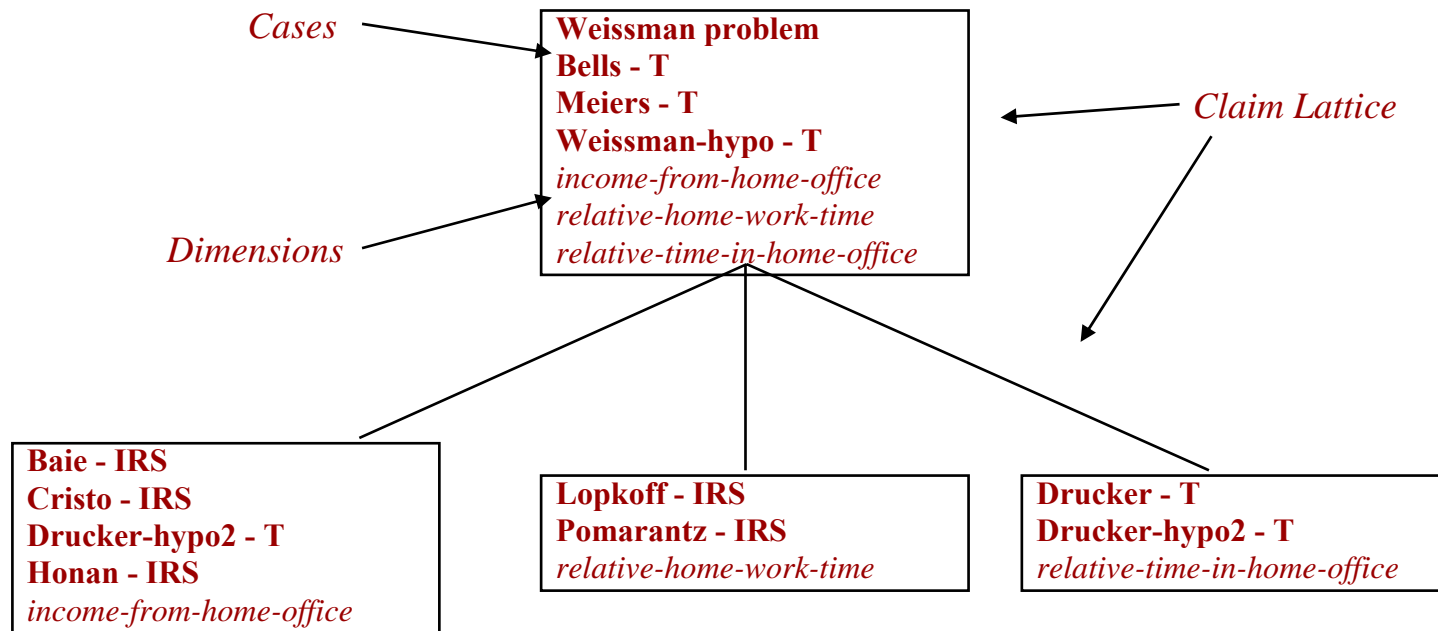 Cases
Weissman problem
Bells - T
Meiers - T
Weissman-hypo - T
income-from-home-office
relative-home-work-time
relative-time-in-home-office
Claim Lattice
Dimensions
Baie - IRS
Cristo - IRS
Drucker-hypo2 - T
Honan - IRS
income-from-home-office
Lopkoff - IRS
Pomarantz - IRS
relative-home-work-time
Drucker - T
Drucker-hypo2 - T
relative-time-in-home-office